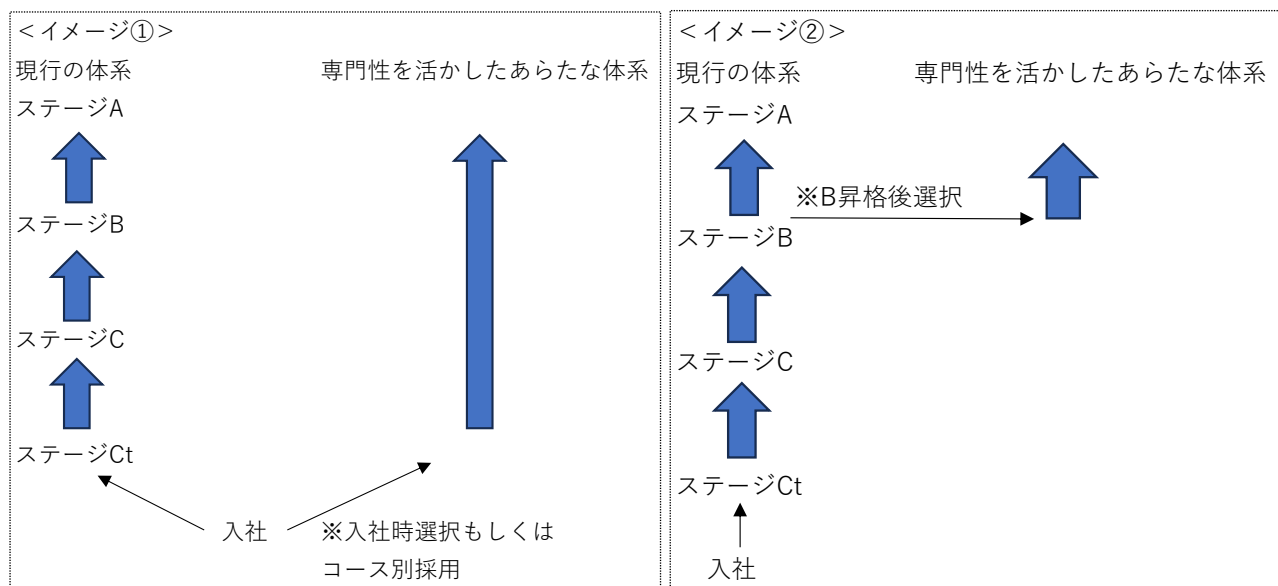 ＜イメージ①＞
現行の体系
専門性を活かしたあらたな体系
ステージA
ステージB
ステージC
ステージCt
入社
※入社時選択もしくは
コース別採用
＜イメージ②＞
現行の体系
専門性を活かしたあらたな体系
ステージA
※B昇格後選択
ステージB
ステージC
ステージCt
入社